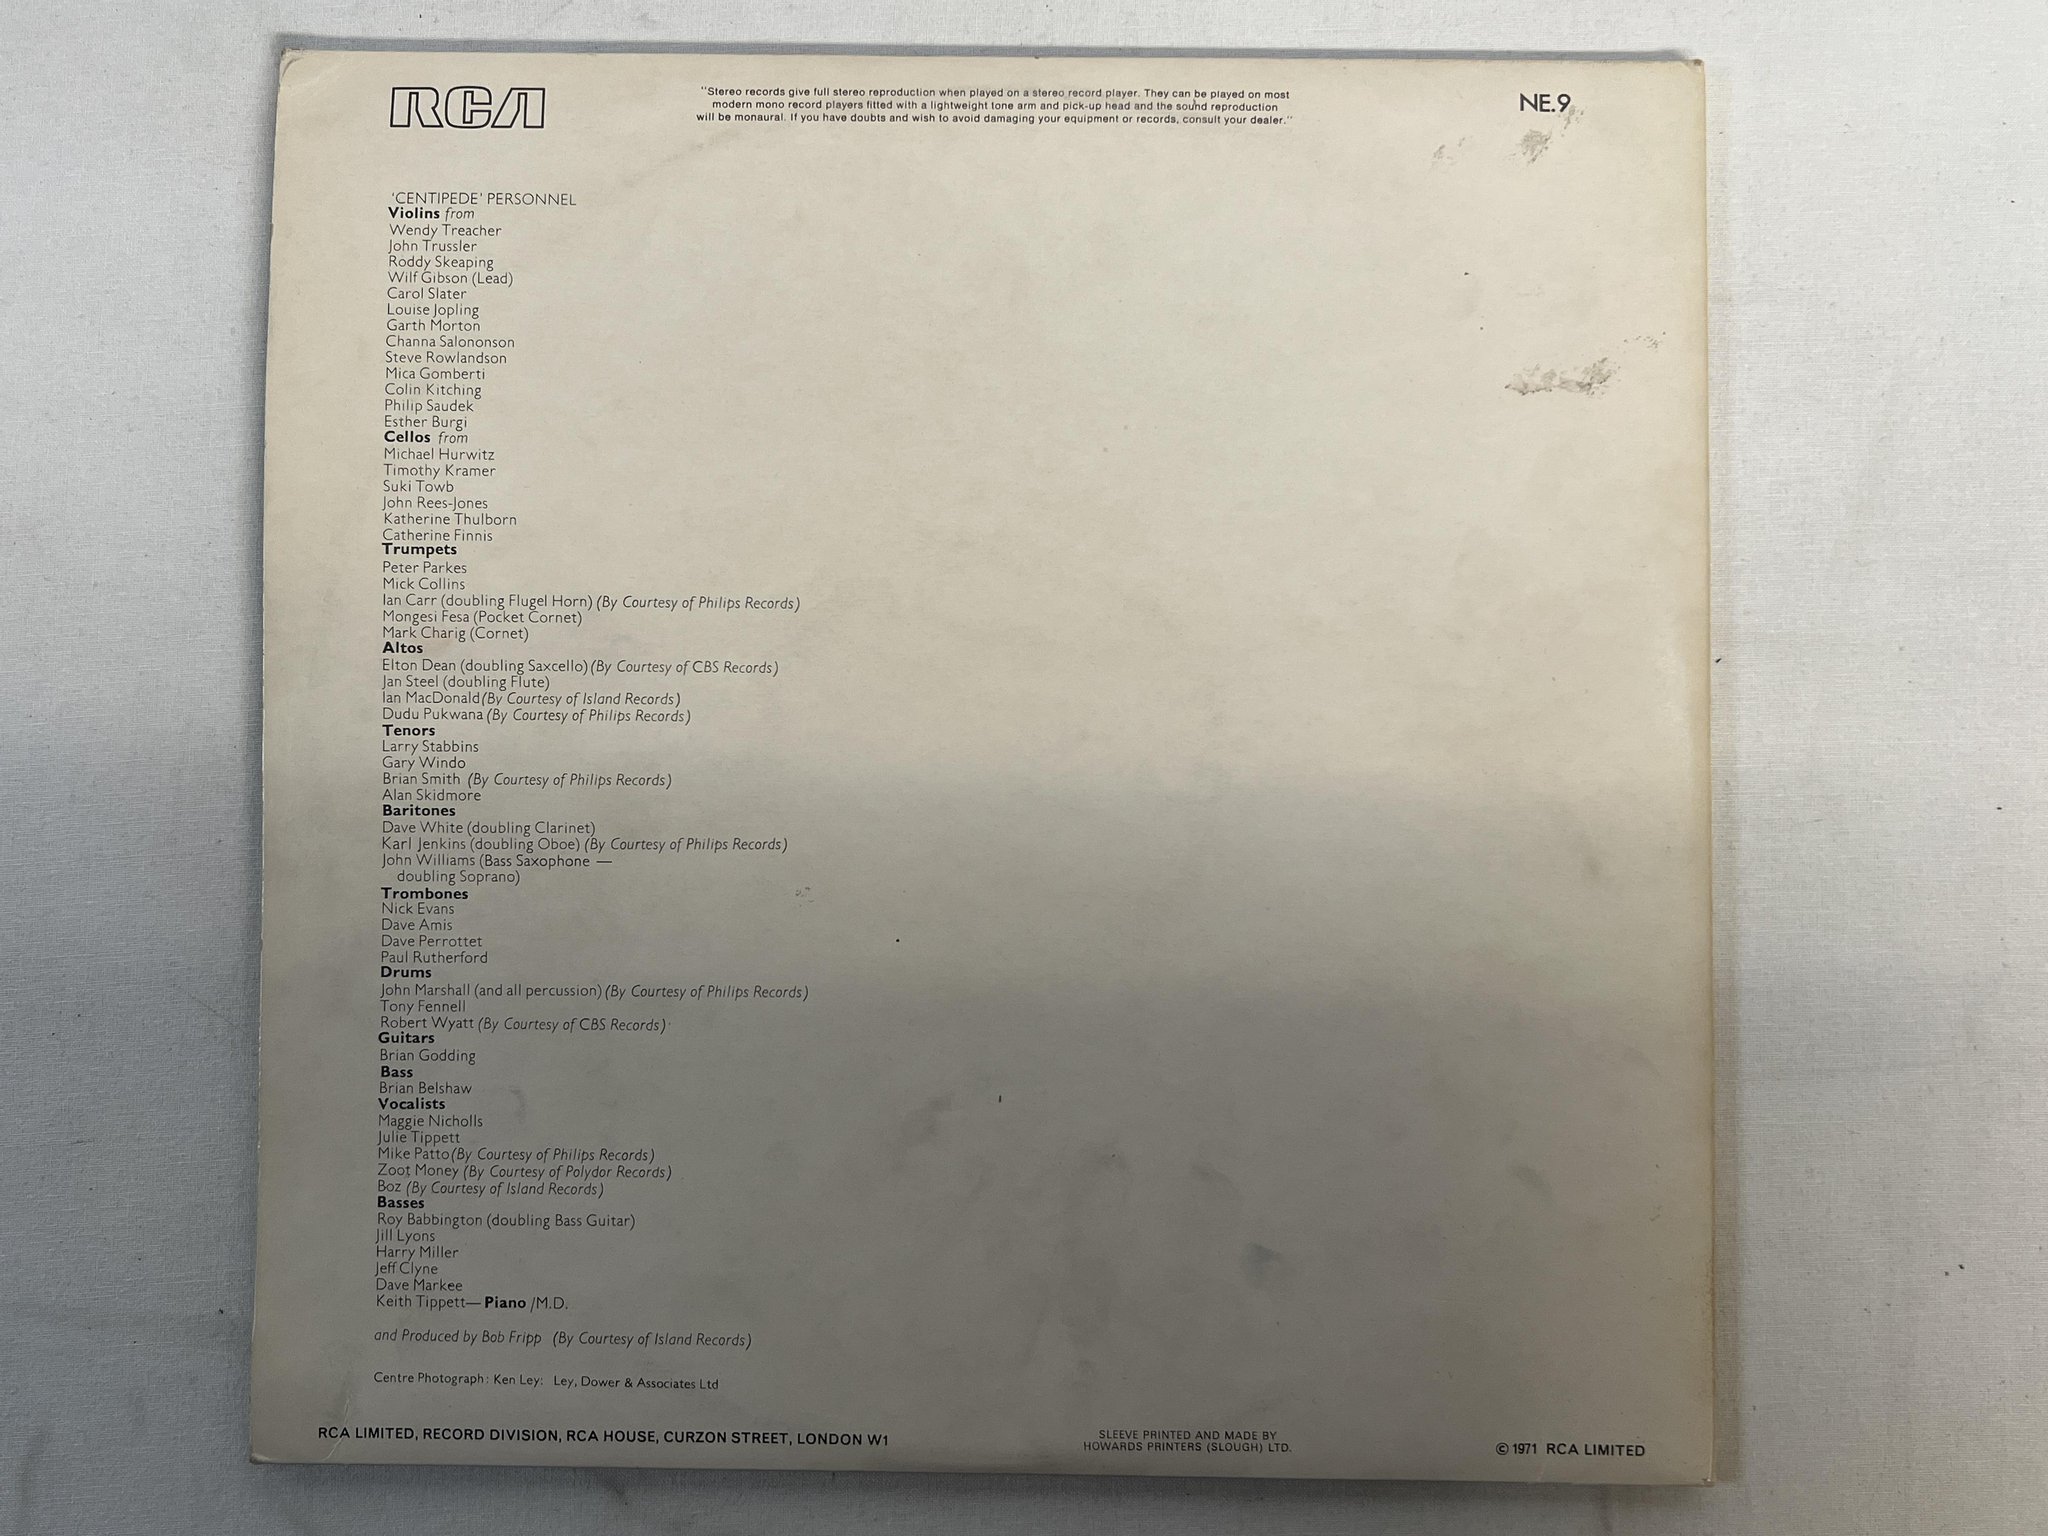 RCA
"Stereo records give full stereo reproduction when played on a stereo record player. They can be played on most
modern mono record players fitted with a lightweight tone arm and pick-up head and the sound reproduction
will be monaural. If you have doubts and wish to avoid damaging your equipment or records, consult your dealer."
NE.9
'CENTIPEDE' PERSONNEL
Violins from
Wendy Treacher
John Trussler
Roddy Skeaping
Wilf Gibson (Lead)
Carol Slater
Louise Jopling
Garth Morton
Channa Salononson
Steve Rowlandson
Mica Gomberti
Colin Kitching
Philip Saudek
Esther Burgi
Cellos from
Michael Hurwitz
Timothy Kramer
Suki Towb
John Rees-Jones
Katherine Thulborn
Catherine Finnis
Trumpets
Peter Parkes
Mick Collins
Ian Carr (doubling Flugel Horn) (By Courtesy of Philips Records)
Mongesi Fesa (Pocket Cornet)
Mark Charig (Cornet)
Altos
Elton Dean (doubling Saxcello) (By Courtesy of CBS Records)
Jan Steel (doubling Flute)
Ian MacDonald (By Courtesy of Island Records)
Dudu Pukwana (By Courtesy of Philips Records)
Tenors
Larry Stabbins
Gary Windo
Brian Smith (By Courtesy of Philips Records)
Alan Skidmore
Baritones
Dave White (doubling Clarinet)
Karl Jenkins (doubling Oboe) (By Courtesy of Philips Records)
John Williams (Bass Saxophone —
doubling Soprano)
Trombones
Nick Evans
Dave Amis
Dave Perrottet
Paul Rutherford
Drums
John Marshall (and all percussion) (By Courtesy of Philips Records)
Tony Fennell
Robert Wyatt (By Courtesy of CBS Records)
Guitars
Brian Godding
Bass
Brian Belshaw
Vocalists
Maggie Nicholls
Julie Tippett
Mike Patto (By Courtesy of Philips Records)
Zoot Money (By Courtesy of Polydor Records)
Boz (By Courtesy of Island Records)
Basses
Roy Babbington (doubling Bass Guitar)
Jill Lyons
Harry Miller
Jeff Clyne
Dave Markee
Keith Tippett— Piano /M.D.
and Produced by Bob Fripp (By Courtesy of Island Records)
Centre Photograph: Ken Ley: Ley, Dower & Associates Ltd
RCA LIMITED, RECORD DIVISION, RCA HOUSE, CURZON STREET, LONDON W1
SLEEVE PRINTED AND MADE BY
HOWARDS PRINTERS (SLOUGH) LTD.
© 1971 RCA LIMITED